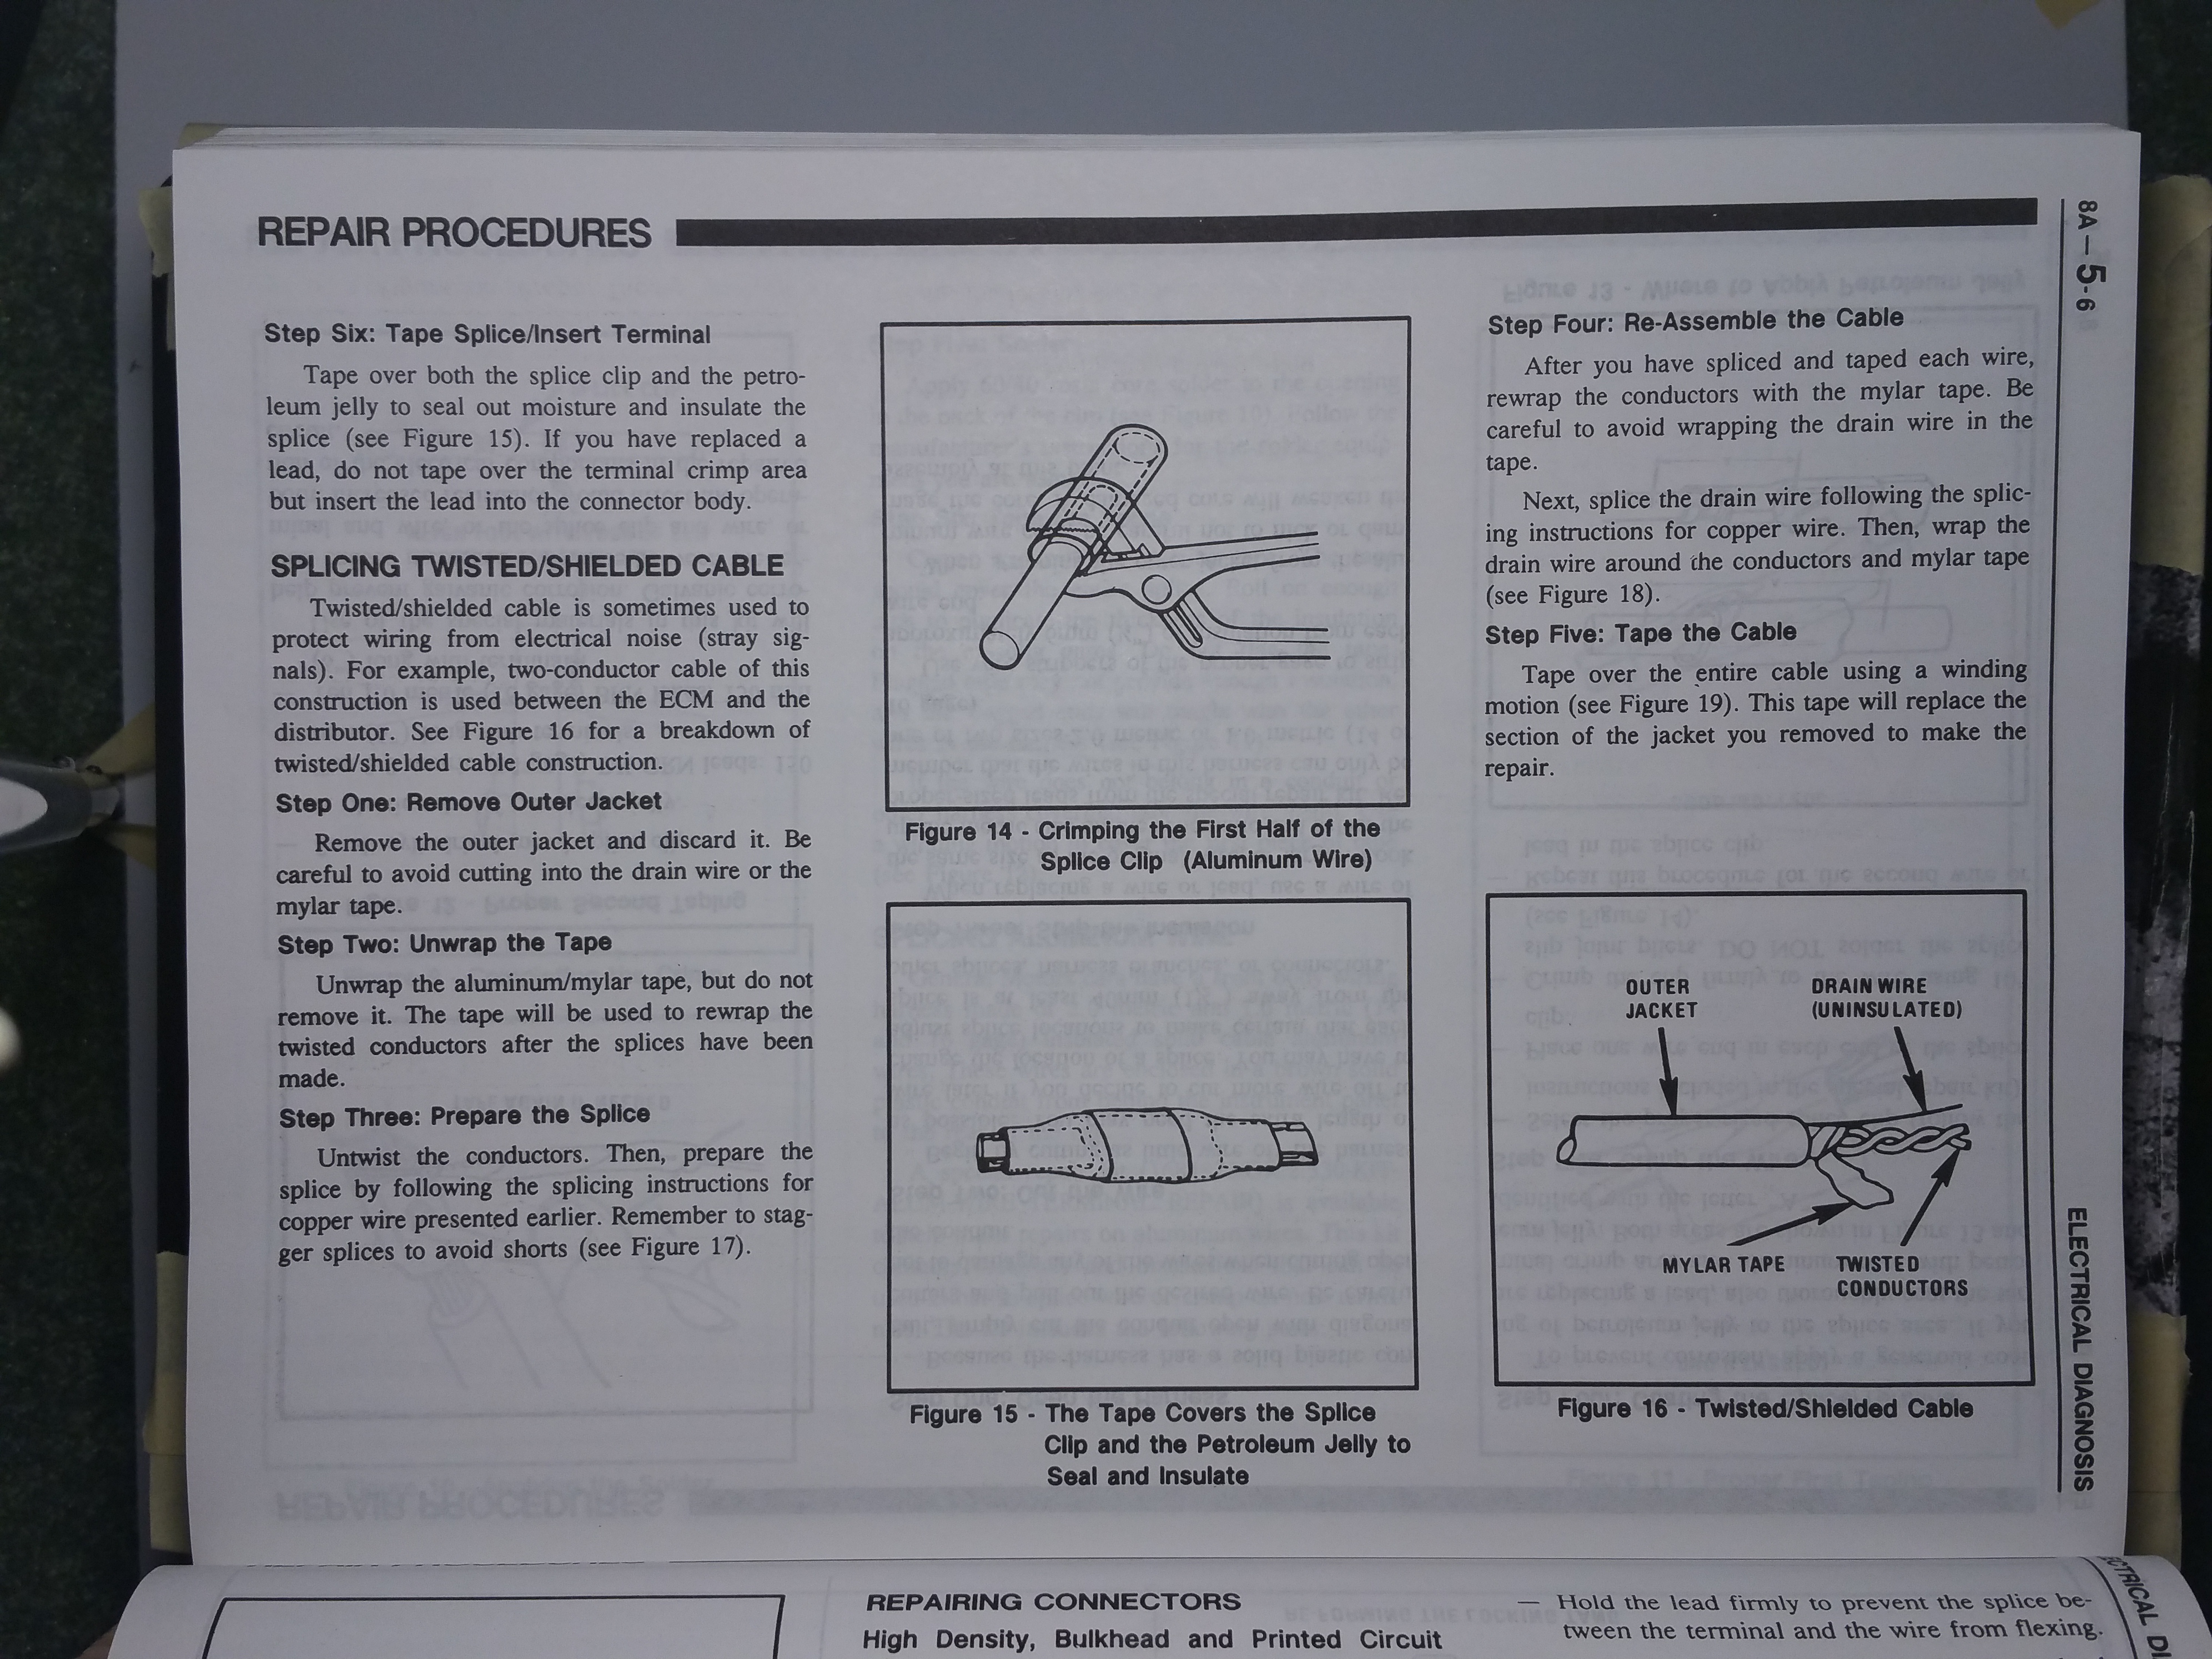 REPAIR PROCEDURES
8A—5-6
Step Six: Tape Splice/Insert Terminal
Tape over both the splice clip and the petro-
leum jelly to seal out moisture and insulate the
splice (see Figure 15). If you have replaced a
lead, do not tape over the terminal crimp area
but insert the lead into the connector body.
SPLICING TWISTED/SHIELDED CABLE
Twisted/shielded cable is sometimes used to
protect wiring from electrical noise (stray sig-
nals). For example, two-conductor cable of this
construction is used between the ECM and the
distributor. See Figure 16 for a breakdown of
twisted/shielded cable construction.
Step One: Remove Outer Jacket
Remove the outer jacket and discard it. Be
careful to avoid cutting into the drain wire or the
mylar tape.
Step Two: Unwrap the Tape
Unwrap the aluminum/mylar tape, but do not
remove it. The tape will be used to rewrap the
twisted conductors after the splices have been
made.
Step Three: Prepare the Splice
Untwist the conductors. Then, prepare the
splice by following the splicing instructions for
copper wire presented earlier. Remember to stag-
ger splices to avoid shorts (see Figure 17).
Figure 14 - Crimping the First Half of the
Splice Clip (Aluminum Wire)
Figure 15 - The Tape Covers the Splice
Clip and the Petroleum Jelly to
Seal and Insulate
Step Four: Re-Assemble the Cable
After you have spliced and taped each wire,
rewrap the conductors with the mylar tape. Be
careful to avoid wrapping the drain wire in the
tape.
Next, splice the drain wire following the splic-
ing instructions for copper wire. Then, wrap the
drain wire around the conductors and mylar tape
(see Figure 18).
Step Five: Tape the Cable
Tape over the entire cable using a winding
motion (see Figure 19). This tape will replace the
section of the jacket you removed to make the
repair.
OUTER
JACKET
DRAIN WIRE
(UNINSULATED)
MYLAR TAPE
TWISTED
CONDUCTORS
Figure 16 - Twisted/Shielded Cable
ELECTRICAL DIAGNOSIS
REPAIRING CONNECTORS
High Density, Bulkhead and Printed Circuit
— Hold the lead firmly to prevent the splice be-
tween the terminal and the wire from flexing.